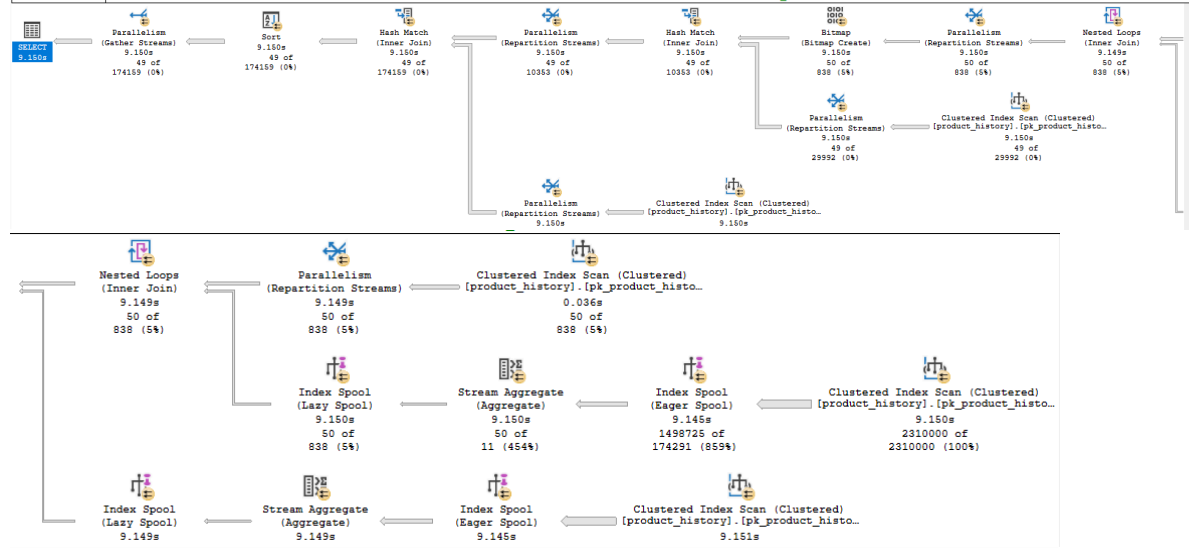 Parallelism
(Gather Streams)
9.150s
49 of
174159 (0%)
Sort
9.150s
49 of
174159 (0%)
Hash Match
(Inner Join)
9.150s
49 of
174159 (0%)
Parallelism
(Repartition Streams)
9.150s
49 of
10353 (0%)
Hash Match
(Inner Join)
9.150s
49 of
10353 (0%)
Bitmap
(Bitmap Create)
9.150s
50 of
838 (5%)
Parallelism
(Repartition Streams)
9.150s
50 of
838 (5%)
Nested Loops
(Inner Join)
9.149s
50 of
838 (5%)
SELECT
9.150s
Parallelism
(Repartition Streams)
9.150s
49 of
29992 (0%)
Clustered Index Scan (Clustered)
[product_history].[pk_product_histo…
9.150s
49 of
29992 (0%)
Parallelism
(Repartition Streams)
9.150s
Clustered Index Scan (Clustered)
[product_history].[pk_product_histo…
9.150s
Nested Loops
(Inner Join)
9.149s
50 of
838 (5%)
Parallelism
(Repartition Streams)
9.149s
50 of
838 (5%)
Clustered Index Scan (Clustered)
[product_history].[pk_product_histo…
0.036s
50 of
838 (5%)
Index Spool
(Lazy Spool)
9.150s
50 of
838 (5%)
Stream Aggregate
(Aggregate)
9.150s
50 of
11 (454%)
Index Spool
(Eager Spool)
9.145s
1498725 of
174291 (859%)
Clustered Index Scan (Clustered)
[product_history].[pk_product_histo…
9.150s
2310000 of
2310000 (100%)
Index Spool
(Lazy Spool)
9.149s
Stream Aggregate
(Aggregate)
9.149s
Index Spool
(Eager Spool)
9.145s
Clustered Index Scan (Clustered)
[product_history].[pk_product_histo…
9.151s